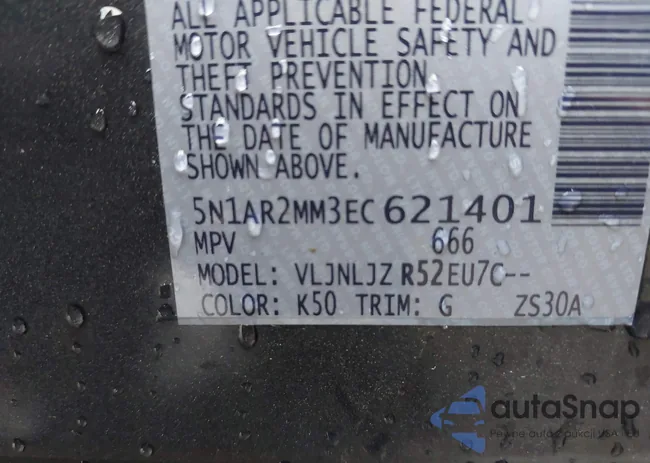 ALL APPLICABLE FEDERAL
MOTOR VEHICLE SAFETY AND
THEFT PREVENTION
STANDARDS IN EFFECT ON
THE DATE OF MANUFACTURE
SHOWN ABOVE.
5N1AR2MM3EC621401
MPV 666
MODEL: VLJNLJZ R52EU7C--
COLOR: K50 TRIM: G ZS30A
autaSnap